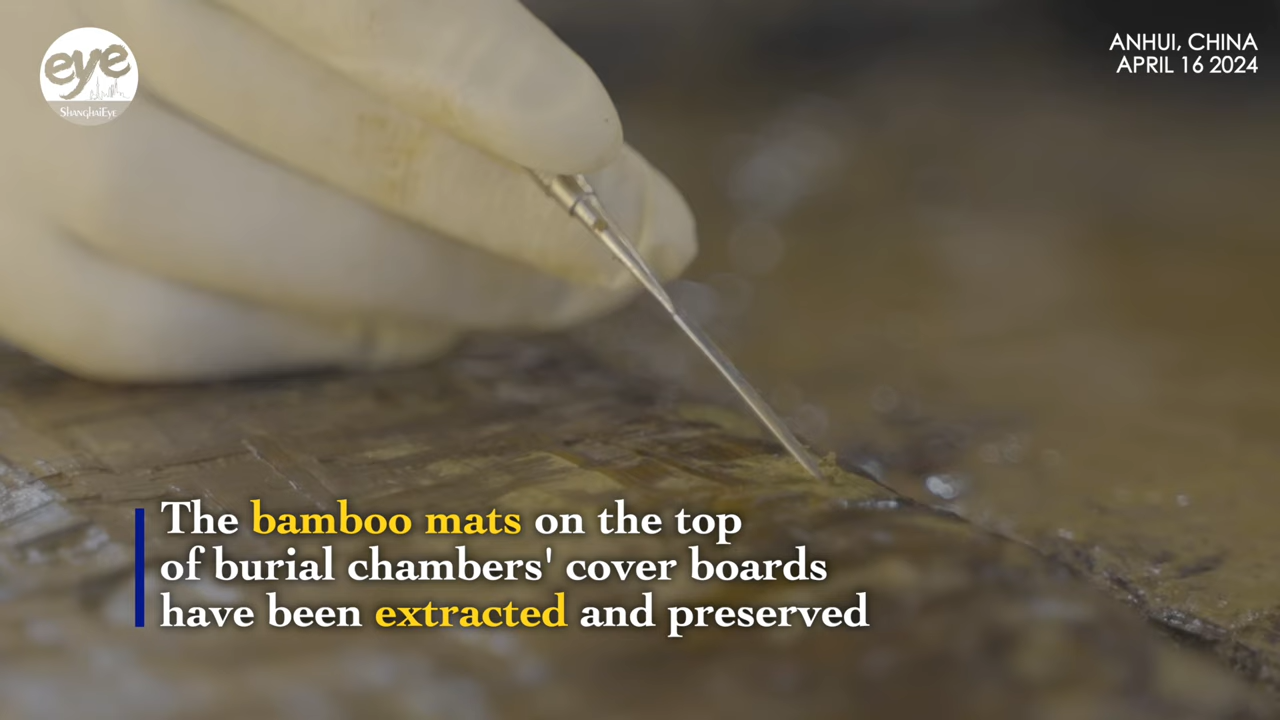 eye
ShanghaiEye
ANHUI, CHINA
APRIL 16 2024
The bamboo mats on the top
of burial chambers' cover boards
have been extracted and preserved